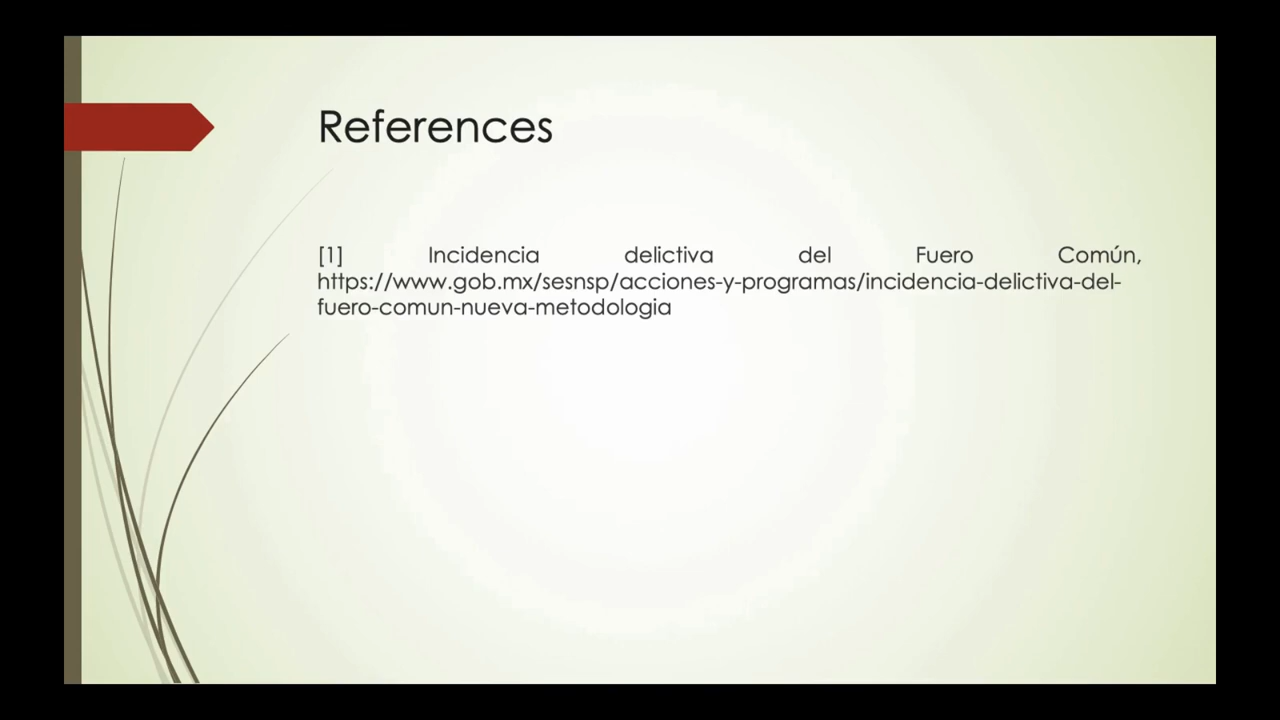 References
[1] Incidencia delictiva del Fuero Común,
https://www.gob.mx/sesnsp/acciones-y-programas/incidencia-delictiva-del-
fuero-comun-nueva-metodologia